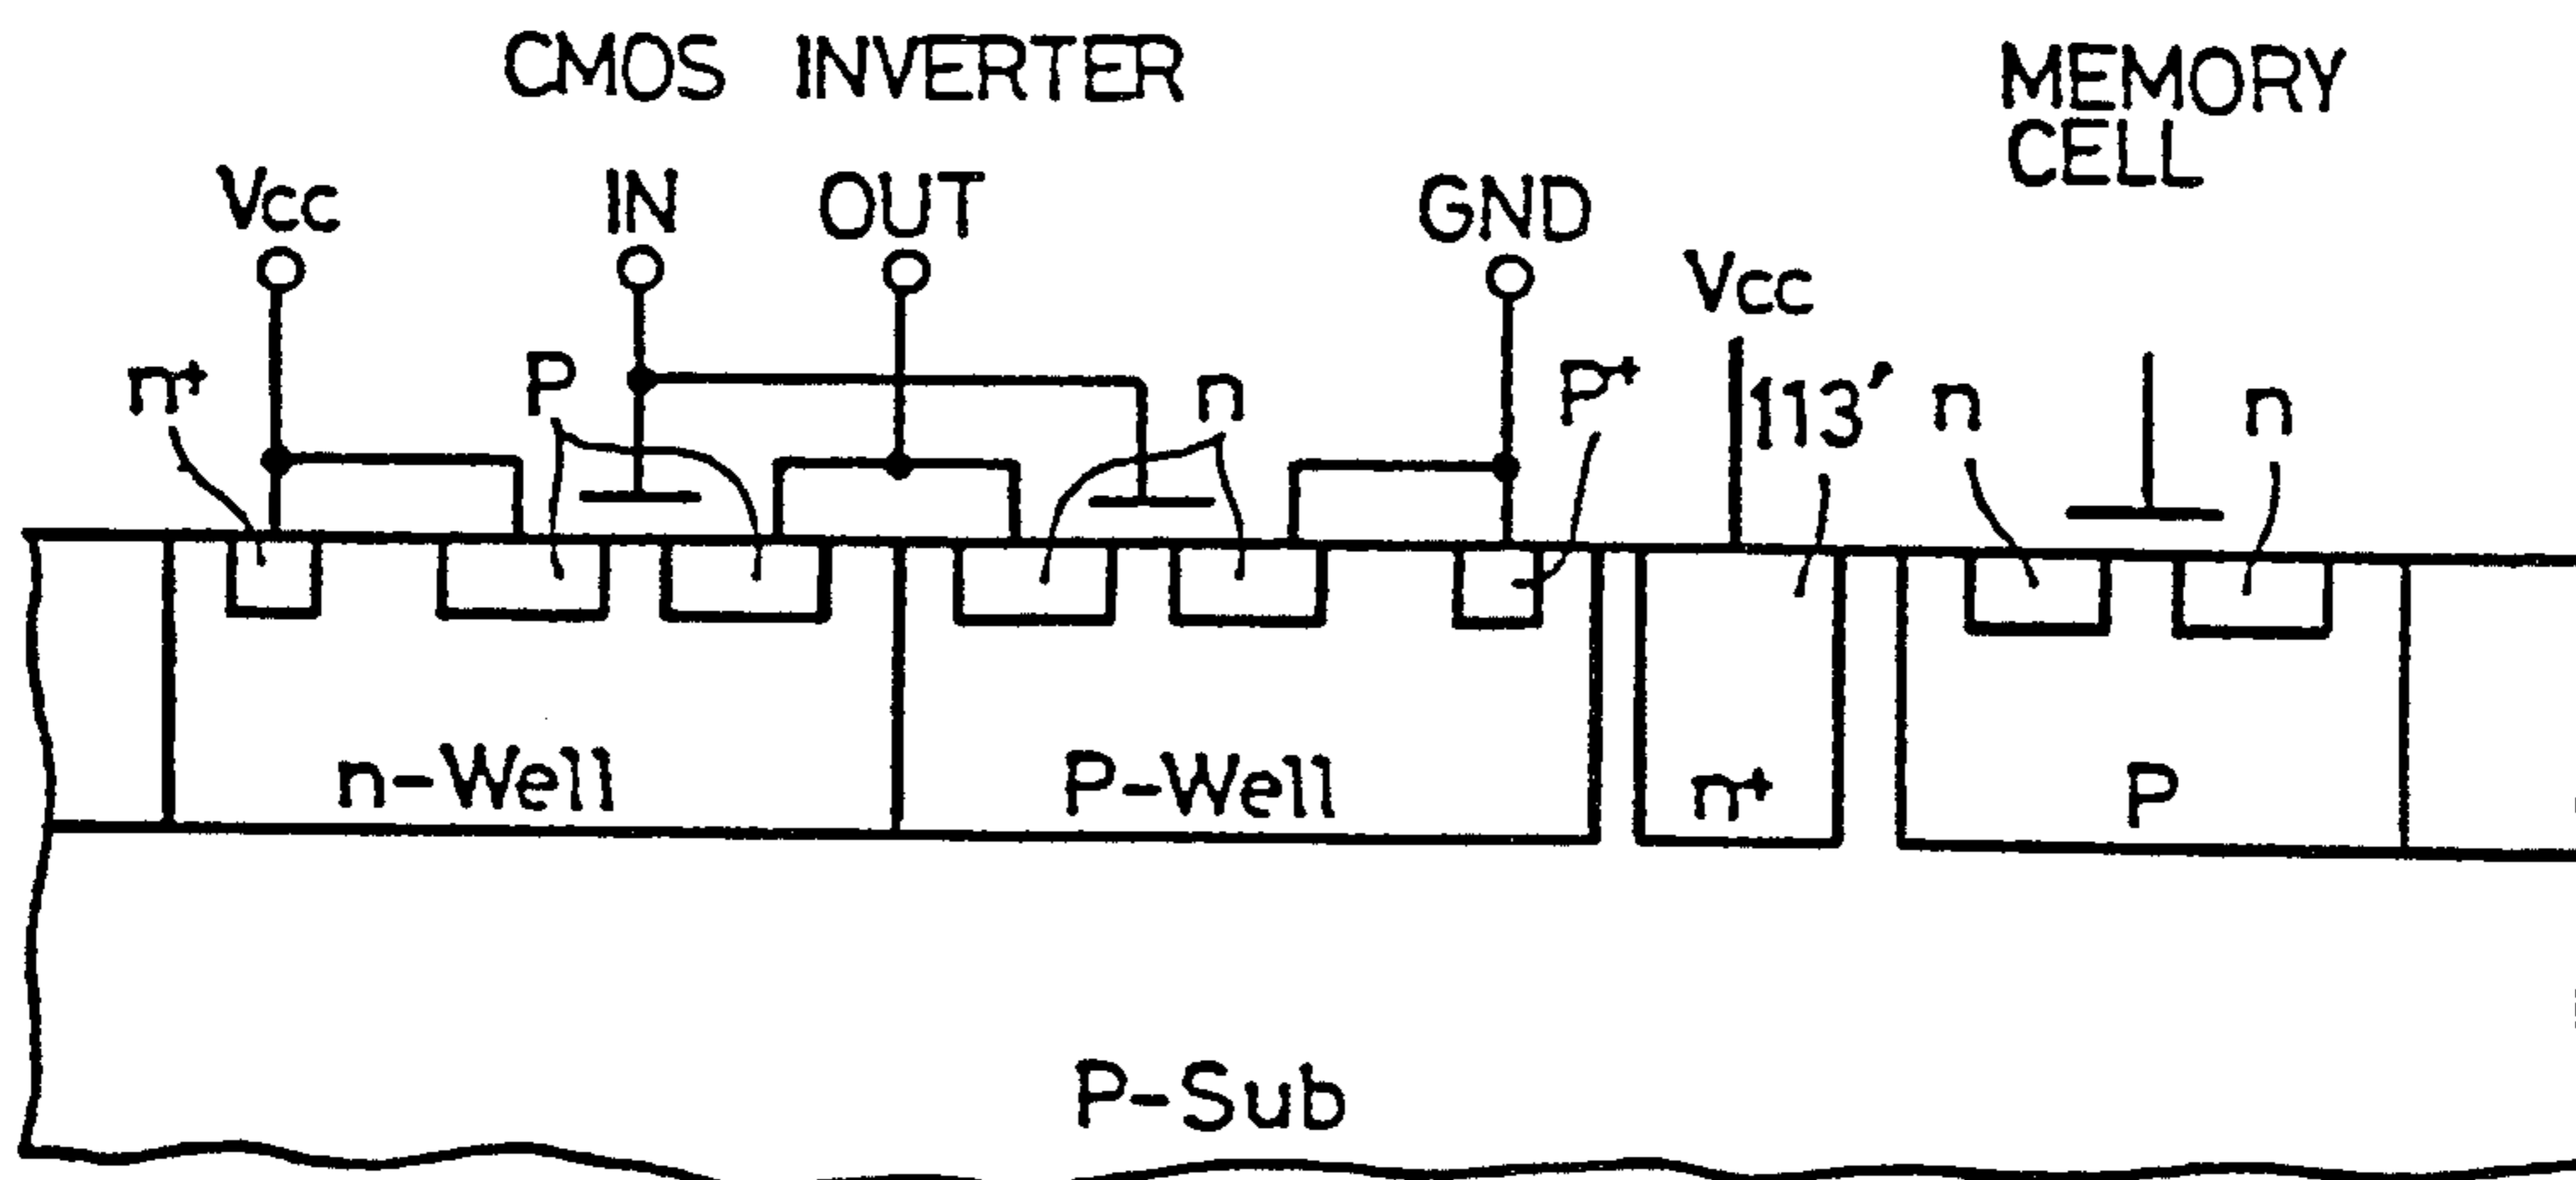 CMOS INVERTER
MEMORY
CELL
Vcc
IN
OUT
GND
Vcc
n+
P
n
P+
113'
n
n
n-Well
P-Well
n+
P
P-Sub